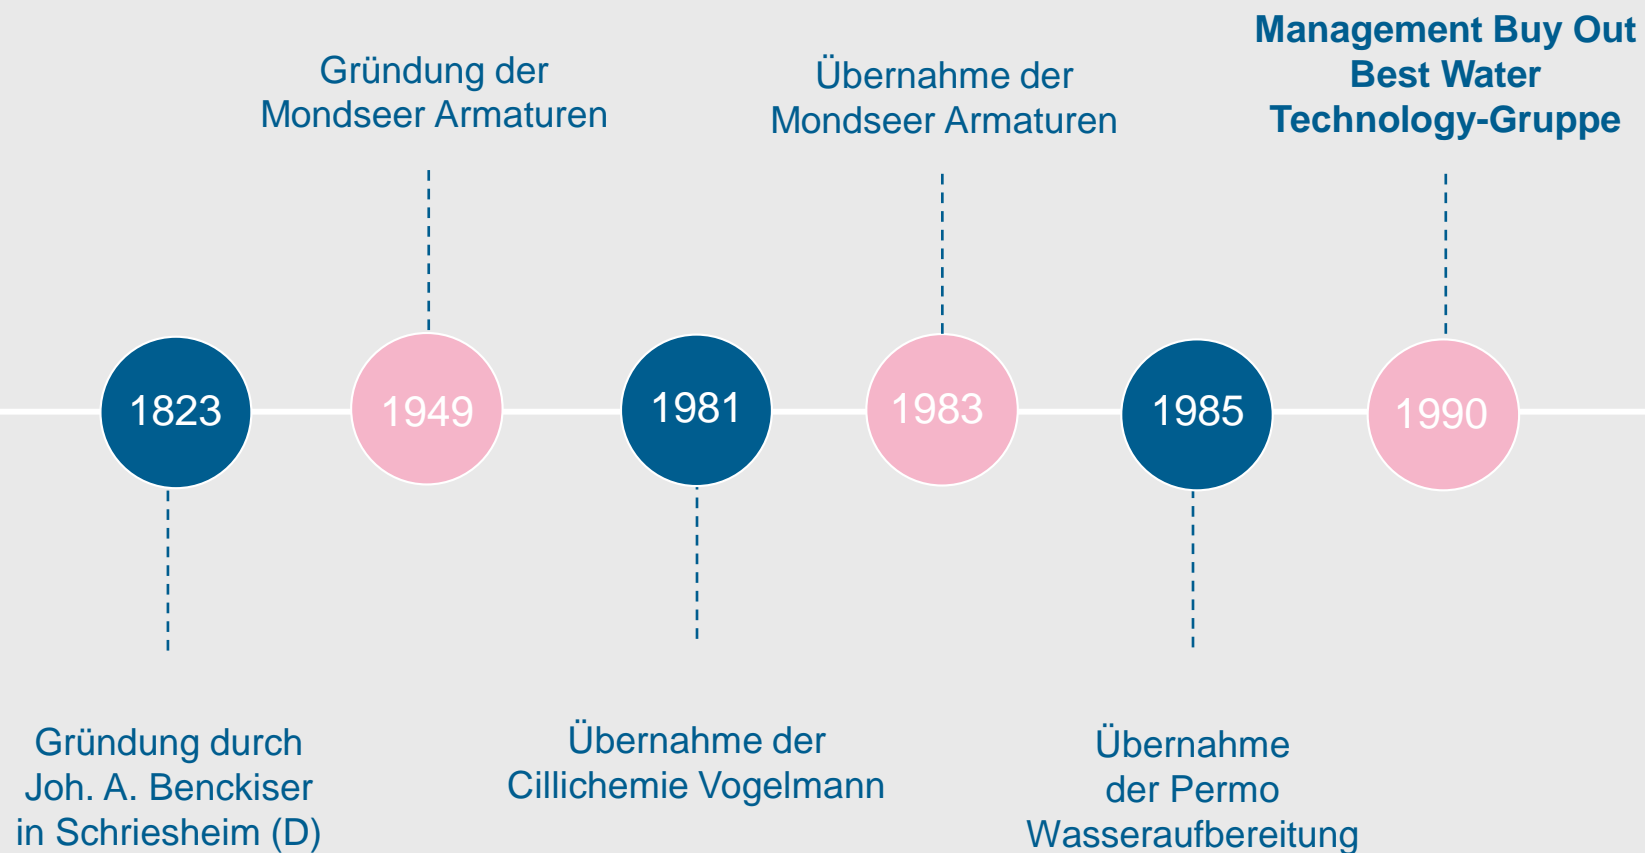 Gründung der
Mondseer Armaturen
Übernahme der
Mondseer Armaturen
Management Buy Out
Best Water
Technology-Gruppe
1823
1949
1981
1983
1985
1990
Gründung durch
Joh. A. Benckiser
in Schriesheim (D)
Übernahme der
Cillichemie Vogelmann
Übernahme
der Permo
Wasseraufbereitung